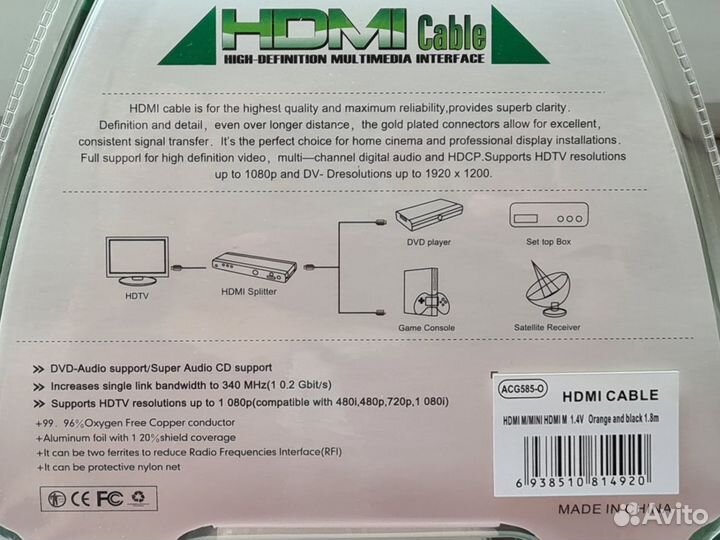 HDMI Cable
HIGH-DEFINITION MULTIMEDIA INTERFACE
HDMI cable is for the highest quality and maximum reliability,provides superb clarity.
Definition and detail, even over longer distance, the gold plated connectors allow for excellent,
consistent signal transfer. It's the perfect choice for home cinema and professional display installations.
Full support for high definition video, multi—channel digital audio and HDCP.Supports HDTV resolutions
up to 1080p and DV- Dresolutions up to 1920 x 1200.
DVD player
Set top Box
HDTV
HDMI Splitter
Game Console
Satellite Receiver
DVD-Audio support/Super Audio CD support
Increases single link bandwidth to 340 MHz(1 0.2 Gbit/s)
Supports HDTV resolutions up to 1 080p(compatible with 480i,480p,720p,1 080i)
+99. 96%Oxygen Free Copper conductor
+Aluminum foil with 1 20%shield coverage
+It can be two ferrites to reduce Radio Frequencies Interface(RFI)
+It can be protective nylon net
CE FC
ACG585-O
HDMI CABLE
HDMI M/MINI HDMI M 1.4V Orange and black 1.8m
6 938510 814920
MADE IN CHINA
Avito